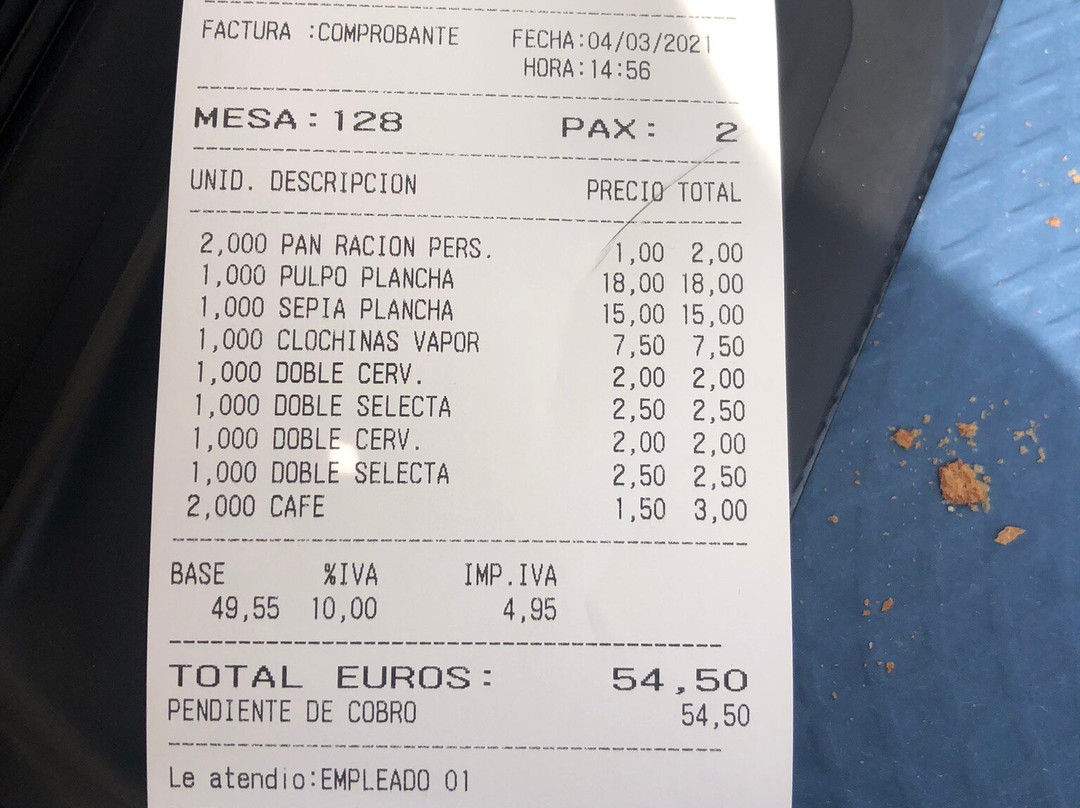 FACTURA :COMPROBANTE FECHA:04/03/2021
HORA:14:56
MESA: 128 PAX: 2
UNID. DESCRIPCION PRECIO TOTAL
2,000 PAN RACION PERS. 1,00 2,00
1,000 PULPO PLANCHA 18,00 18,00
1,000 SEPIA PLANCHA 15,00 15,00
1,000 CLOCHINAS VAPOR 7,50 7,50
1,000 DOBLE CERV. 2,00 2,00
1,000 DOBLE SELECTA 2,50 2,50
1,000 DOBLE CERV. 2,00 2,00
1,000 DOBLE SELECTA 2,50 2,50
2,000 CAFE 1,50 3,00
BASE %IVA IMP.IVA
49,55 10,00 4,95
TOTAL EUROS: 54,50
PENDIENTE DE COBRO 54,50
Le atendio:EMPLEADO 01